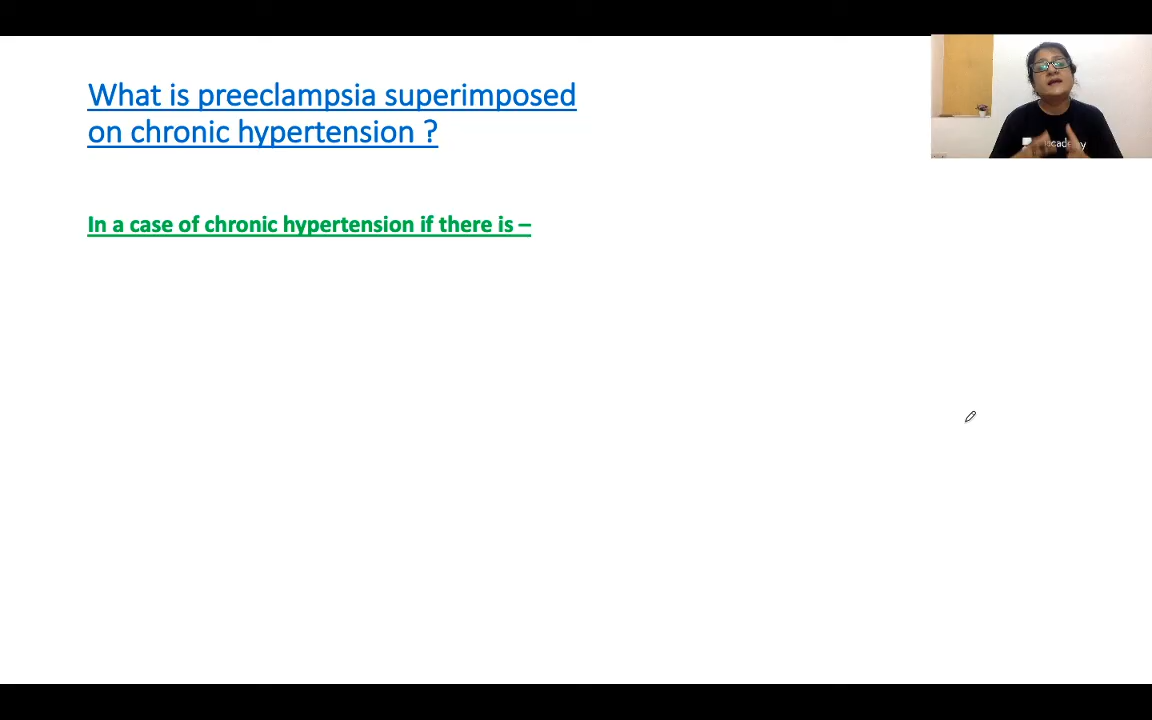 What is preeclampsia superimposed
on chronic hypertension ?
In a case of chronic hypertension if there is –